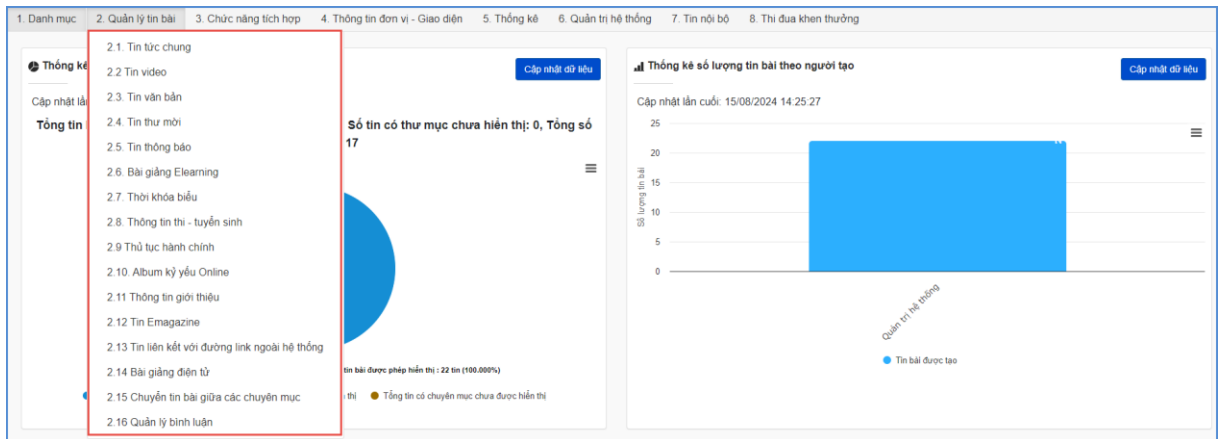 1. Danh mục 2. Quản lý tin bài 3. Chức năng tích hợp 4. Thông tin đơn vị - Giao diện 5. Thống kê 6. Quản trị hệ thống 7. Tin nội bộ 8. Thi đua khen thưởng
2.1. Tin tức chung
2.2 Tin video
2.3. Tin văn bản
2.4. Tin thư mời
2.5. Tin thông báo
2.6. Bài giảng Elearning
2.7. Thời khóa biểu
2.8. Thông tin thi - tuyển sinh
2.9 Thủ tục hành chính
2.10. Album kỷ yếu Online
2.11 Thông tin giới thiệu
2.12 Tin Emagazine
2.13 Tin liên kết với đường link ngoài hệ thống
2.14 Bài giảng điện tử
2.15 Chuyển tin bài giữa các chuyên mục
2.16 Quản lý bình luận
Thống kê
Cập nhật dữ liệu
Cập nhật
Tổng tin
Số tin có thư mục chưa hiển thị: 0, Tổng số
17
tin bài được phép hiển thị : 22 tin (100.000%)
thị
Tổng tin có chuyên mục chưa được hiển thị
Thống kê số lượng tin bài theo người tạo
Cập nhật dữ liệu
Cập nhật lần cuối: 15/08/2024 14:25:27
25
20
15
10
5
0
Số lượng tin bài
Quản trị hệ thống
Tin bài được tạo